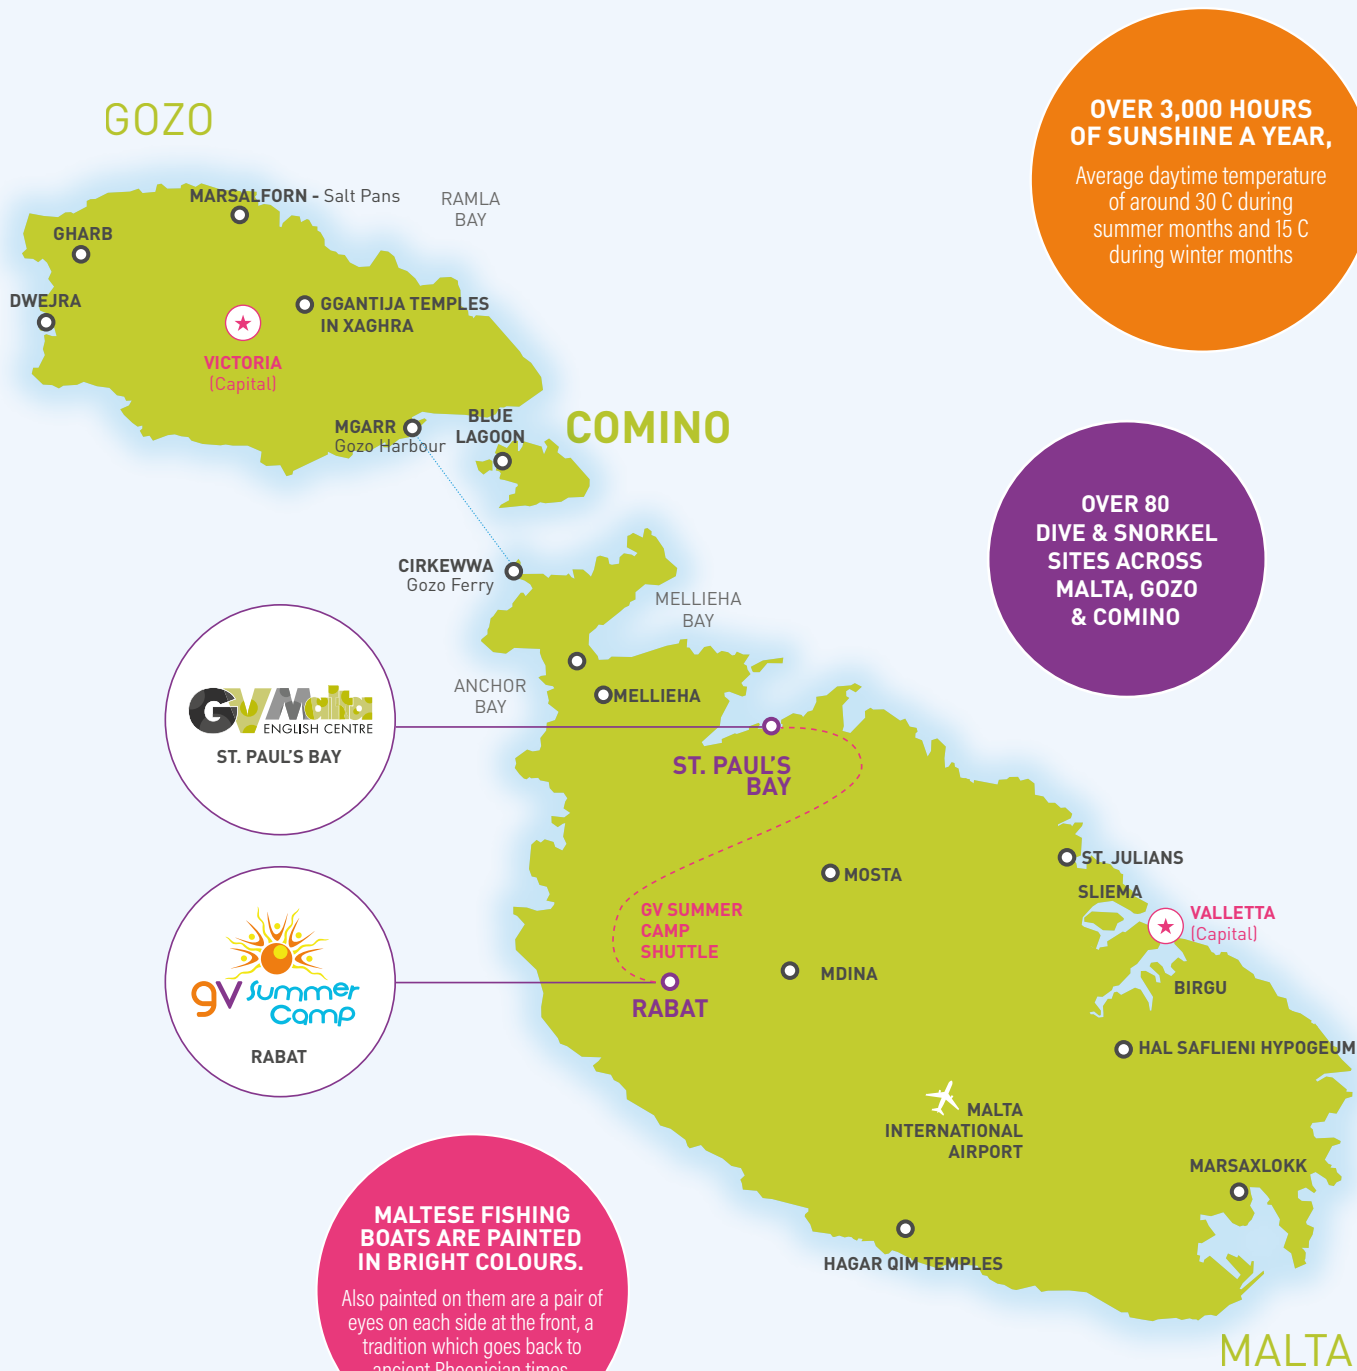 GOZO
OVER 3,000 HOURS
OF SUNSHINE A YEAR,
Average daytime temperature
of around 30 C during
summer months and 15 C
during winter months
MARSALFORN - Salt Pans
RAMLA
BAY
GHARB
DWEJRA
GGANTIJA TEMPLES
IN XAGHRA
VICTORIA
(Capital)
MGARR
Gozo Harbour
BLUE
LAGOON
COMINO
OVER 80
DIVE & SNORKEL
SITES ACROSS
MALTA, GOZO
& COMINO
CIRKEWWA
Gozo Ferry
MELLIEHA
BAY
ANCHOR
BAY
MELLIEHA
GV Malta
ENGLISH CENTRE
ST. PAUL'S BAY
ST. PAUL'S
BAY
MOSTA
ST. JULIANS
SLIEMA
VALLETTA
(Capital)
GV SUMMER
CAMP
SHUTTLE
MDINA
BIRGU
RABAT
gv summer
camp
RABAT
HAL SAFLIENI HYPOGEUM
MALTA
INTERNATIONAL
AIRPORT
MARSAXLOKK
HAGAR QIM TEMPLES
MALTESE FISHING
BOATS ARE PAINTED
IN BRIGHT COLOURS.
Also painted on them are a pair of
eyes on each side at the front, a
tradition which goes back to
ancient Phoenician times
MALTA